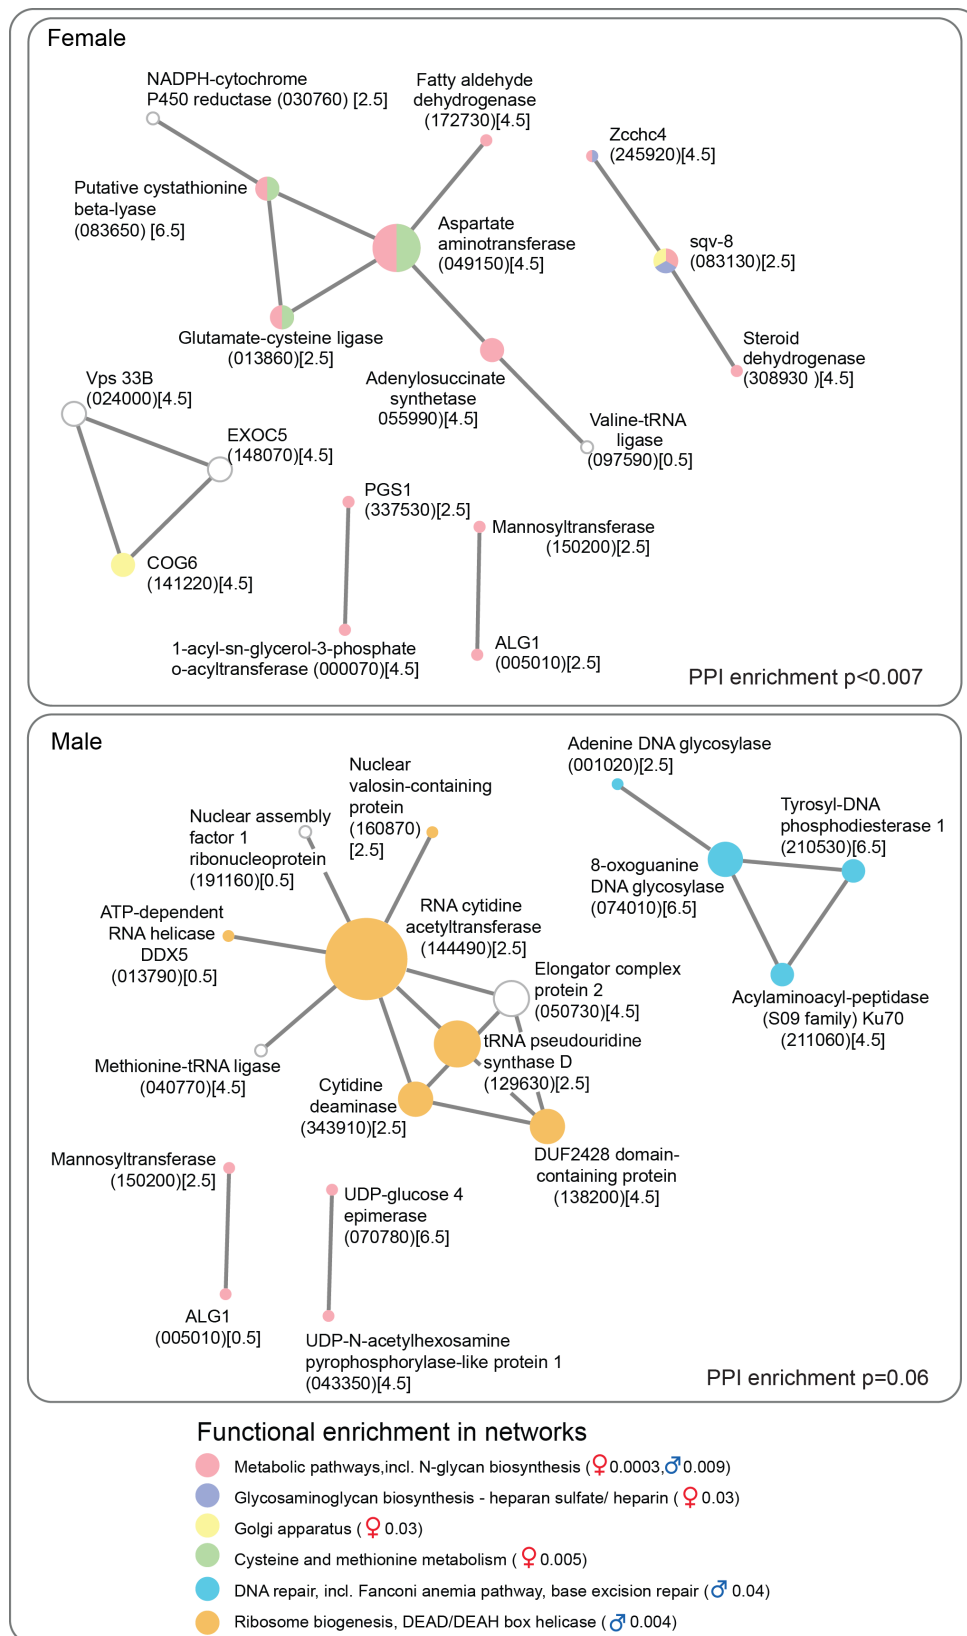 Female
NADPH-cytochrome
P450 reductase (030760) [2.5]
Fatty aldehyde
dehydrogenase
(172730)[4.5]
Zcchc4
(245920)[4.5]
Putative cystathionine
beta-lyase
(083650) [6.5]
Aspartate
aminotransferase
(049150)[4.5]
sqv-8
(083130)[2.5]
Glutamate-cysteine ligase
(013860)[2.5]
Steroid
dehydrogenase
(308930 )[4.5]
Vps 33B
(024000)[4.5]
Adenylosuccinate
synthetase
055990)[4.5]
EXOC5
(148070)[4.5]
Valine-tRNA
ligase
(097590)[0.5]
PGS1
(337530)[2.5]
Mannosyltransferase
(150200)[2.5]
COG6
(141220)[4.5]
1-acyl-sn-glycerol-3-phosphate
o-acyltransferase (000070)[4.5]
ALG1
(005010)[2.5]
PPI enrichment p<0.007
Male
Adenine DNA glycosylase
(001020)[2.5]
Nuclear
valosin-containing
protein
(160870)
[2.5]
Nuclear assembly
factor 1
ribonucleoprotein
(191160)[0.5]
Tyrosyl-DNA
phosphodiesterase 1
(210530)[6.5]
8-oxoguanine
DNA glycosylase
(074010)[6.5]
ATP-dependent
RNA helicase
DDX5
(013790)[0.5]
RNA cytidine
acetyltransferase
(144490)[2.5]
Elongator complex
protein 2
(050730)[4.5]
Acylaminoacyl-peptidase
(S09 family) Ku70
(211060)[4.5]
Methionine-tRNA ligase
(040770)[4.5]
tRNA pseudouridine
synthase D
(129630)[2.5]
Cytidine
deaminase
(343910)[2.5]
DUF2428 domain-
containing protein
(138200)[4.5]
Mannosyltransferase
(150200)[2.5]
UDP-glucose 4
epimerase
(070780)[6.5]
ALG1
(005010)[0.5]
UDP-N-acetylhexosamine
pyrophosphorylase-like protein 1
(043350)[4.5]
PPI enrichment p=0.06
Functional enrichment in networks
Metabolic pathways,incl. N-glycan biosynthesis (♀ 0.0003,♂ 0.009)
Glycosaminoglycan biosynthesis - heparan sulfate/ heparin ( ♀ 0.03)
Golgi apparatus ( ♀ 0.03)
Cysteine and methionine metabolism ( ♀ 0.005)
DNA repair, incl. Fanconi anemia pathway, base excision repair ( ♂ 0.04)
Ribosome biogenesis, DEAD/DEAH box helicase ( ♂ 0.004)